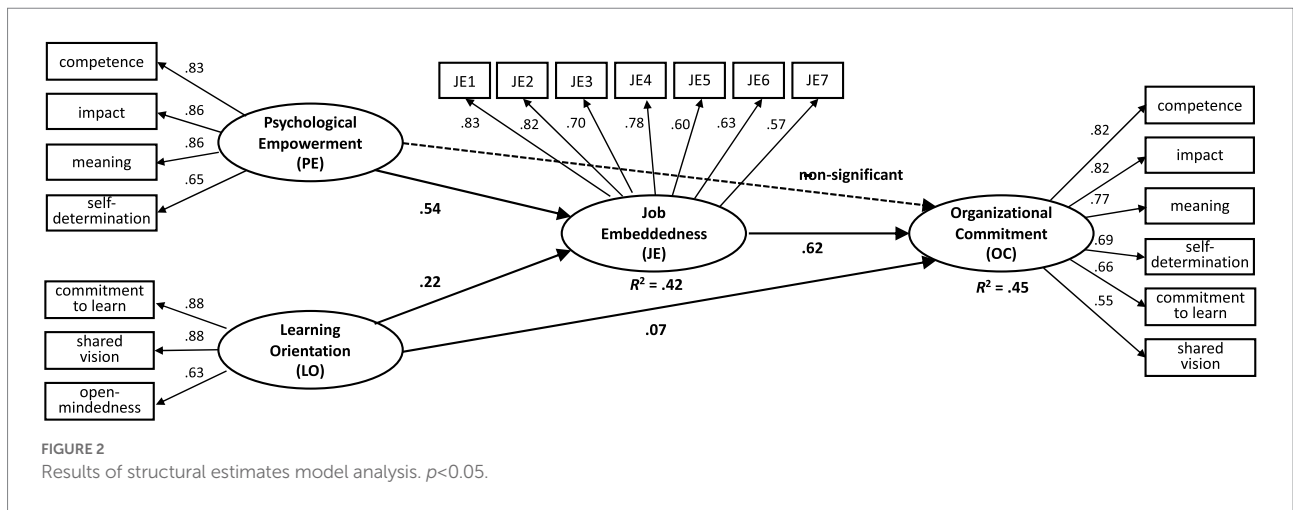 competence
.83
impact
.86
meaning
.86
self-
determination
.65
Psychological
Empowerment
(PE)
JE1
JE2
JE3
JE4
JE5
JE6
JE7
.83
.82
.70
.78
.60
.63
.57
non-significant
.54
Job
Embeddedness
(JE)
R² = .42
.22
.62
.07
commitment
to learn
.88
shared
vision
.88
open-
mindedness
.63
Learning
Orientation
(LO)
Organizational
Commitment
(OC)
R² = .45
.82
competence
.82
impact
.77
meaning
.69
self-
determination
.66
commitment
to learn
.55
shared
vision
FIGURE 2
Results of structural estimates model analysis. p<0.05.